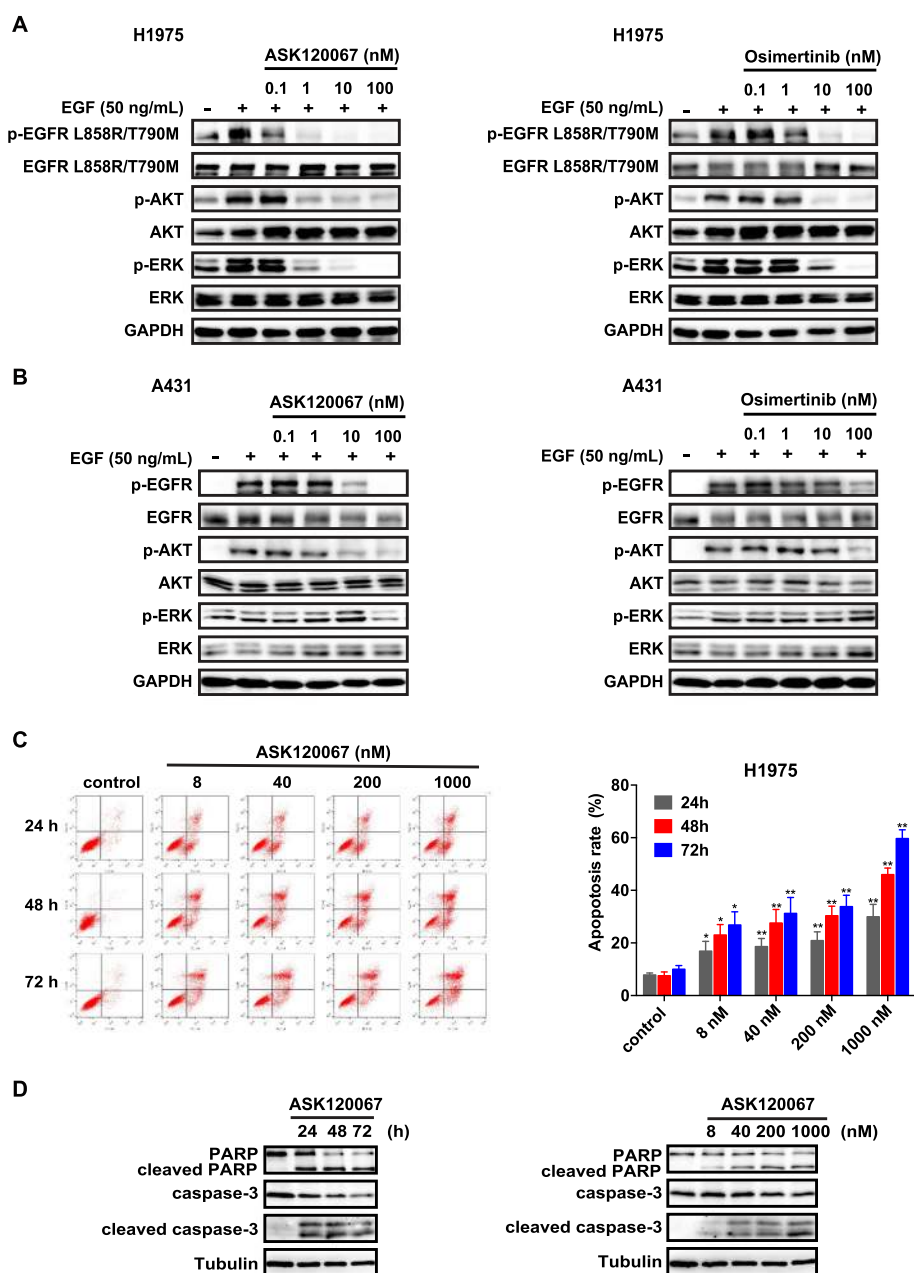 A
H1975
ASK120067 (nM)
0.1 1 10 100
EGF (50 ng/mL) - + + + + +
p-EGFR L858R/T790M
EGFR L858R/T790M
p-AKT
AKT
p-ERK
ERK
GAPDH
H1975
Osimertinib (nM)
0.1 1 10 100
EGF (50 ng/mL) - + + + + +
p-EGFR L858R/T790M
EGFR L858R/T790M
p-AKT
AKT
p-ERK
ERK
GAPDH
B
A431
ASK120067 (nM)
0.1 1 10 100
EGF (50 ng/mL) - + + + + +
p-EGFR
EGFR
p-AKT
AKT
p-ERK
ERK
GAPDH
A431
Osimertinib (nM)
0.1 1 10 100
EGF (50 ng/mL) - + + + + +
p-EGFR
EGFR
p-AKT
AKT
p-ERK
ERK
GAPDH
C
ASK120067 (nM)
control 8 40 200 1000
24 h
48 h
72 h
H1975
Apopotosis rate (%)
80
60
40
20
0
24h
48h
72h
* * * ** ** ** ** ** ** ** ** **
control 8 nM 40 nM 200 nM 1000 nM
D
ASK120067
24 48 72 (h)
PARP
cleaved PARP
caspase-3
cleaved caspase-3
Tubulin
ASK120067
8 40 200 1000 (nM)
PARP
cleaved PARP
caspase-3
cleaved caspase-3
Tubulin